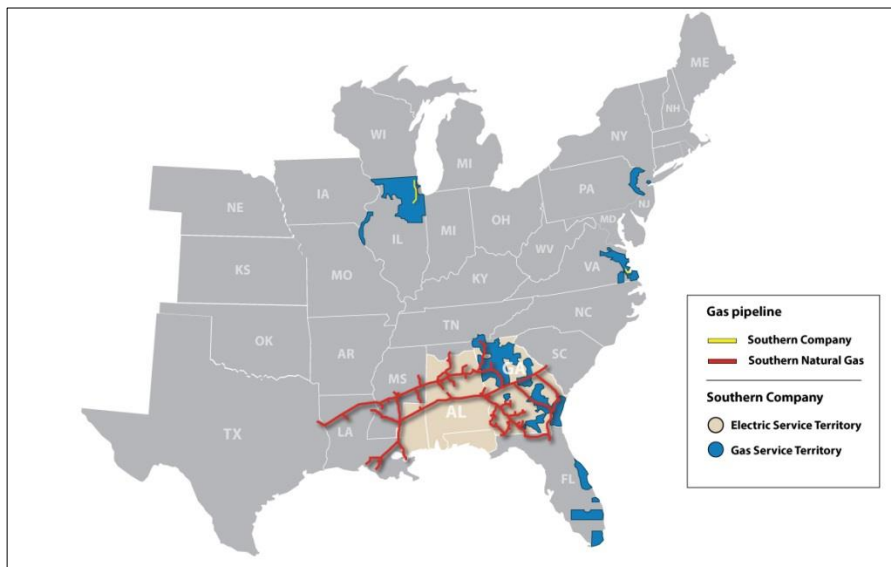 ME
WI
NH
NY
MI
IA
PA
NE
NJ
OH
MD
IL
MI
WV
KS
MO
VA
KY
NC
TN
OK
AR
SC
MS
GA
AL
TX
LA
FL
Gas pipeline
Southern Company
Southern Natural Gas
Southern Company
Electric Service Territory
Gas Service Territory